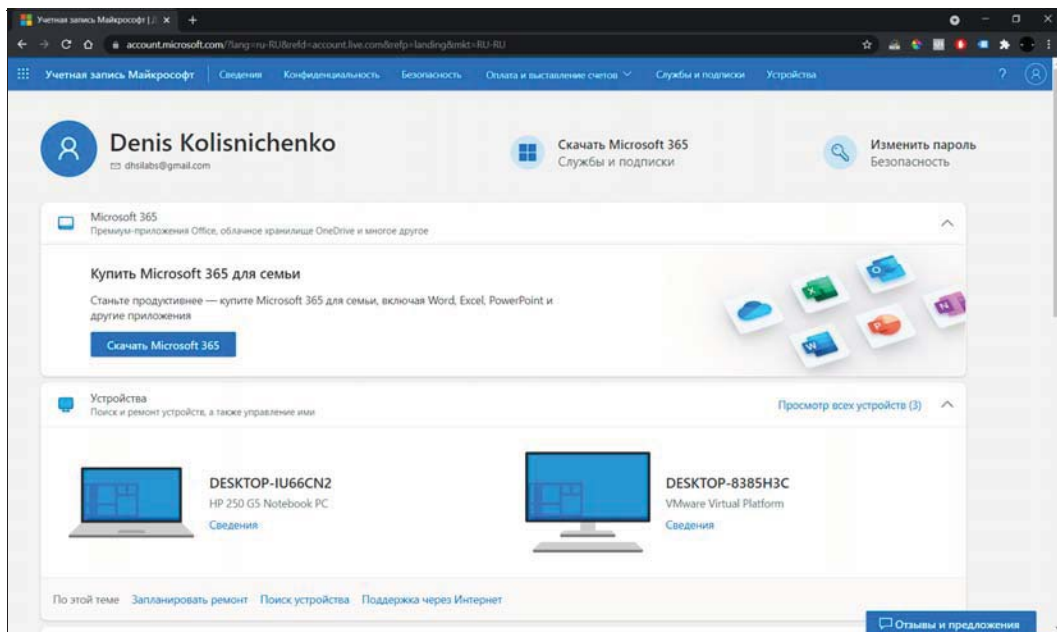 Учетная запись Майкрософт | Д
account.microsoft.com/?lang=ru-RU&refd=account.live.com&refp=landing&mkt=RU-RU
Учетная запись Майкрософт Сведения Конфиденциальность Безопасность Оплата и выставление счетов Службы и подписки Устройства ?
Denis Kolisnichenko
dhsilabs@gmail.com
Скачать Microsoft 365
Службы и подписки
Изменить пароль
Безопасность
Microsoft 365
Премиум-приложения Office, облачное хранилище OneDrive и многое другое
Купить Microsoft 365 для семьи
Станьте продуктивнее — купите Microsoft 365 для семьи, включая Word, Excel, PowerPoint и
другие приложения
Скачать Microsoft 365
Устройства
Поиск и ремонт устройств, а также управление ими
Просмотр всех устройств (3)
DESKTOP-IU66CN2
HP 250 G5 Notebook PC
Сведения
DESKTOP-8385H3C
VMware Virtual Platform
Сведения
По этой теме Запланировать ремонт Поиск устройства Поддержка через Интернет
Отзывы и предложения